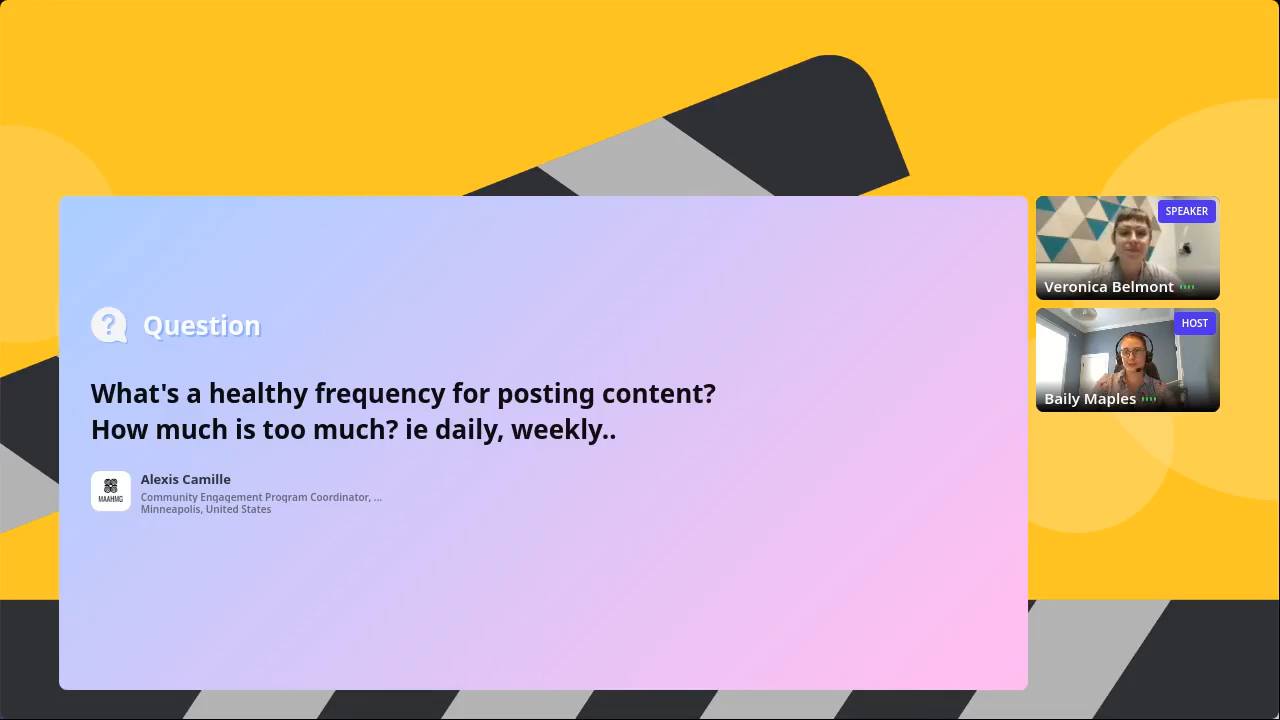 Question
What's a healthy frequency for posting content?
How much is too much? ie daily, weekly..
MAAHMG
Alexis Camille
Community Engagement Program Coordinator, ...
Minneapolis, United States
SPEAKER
Veronica Belmont
HOST
Baily Maples